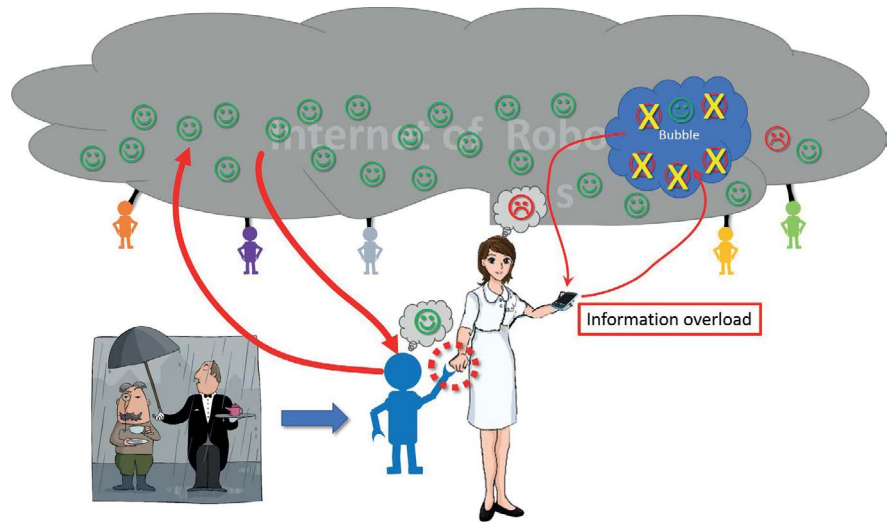 Internet of Robo
s
Bubble
X
X
X
X
X
Information overload